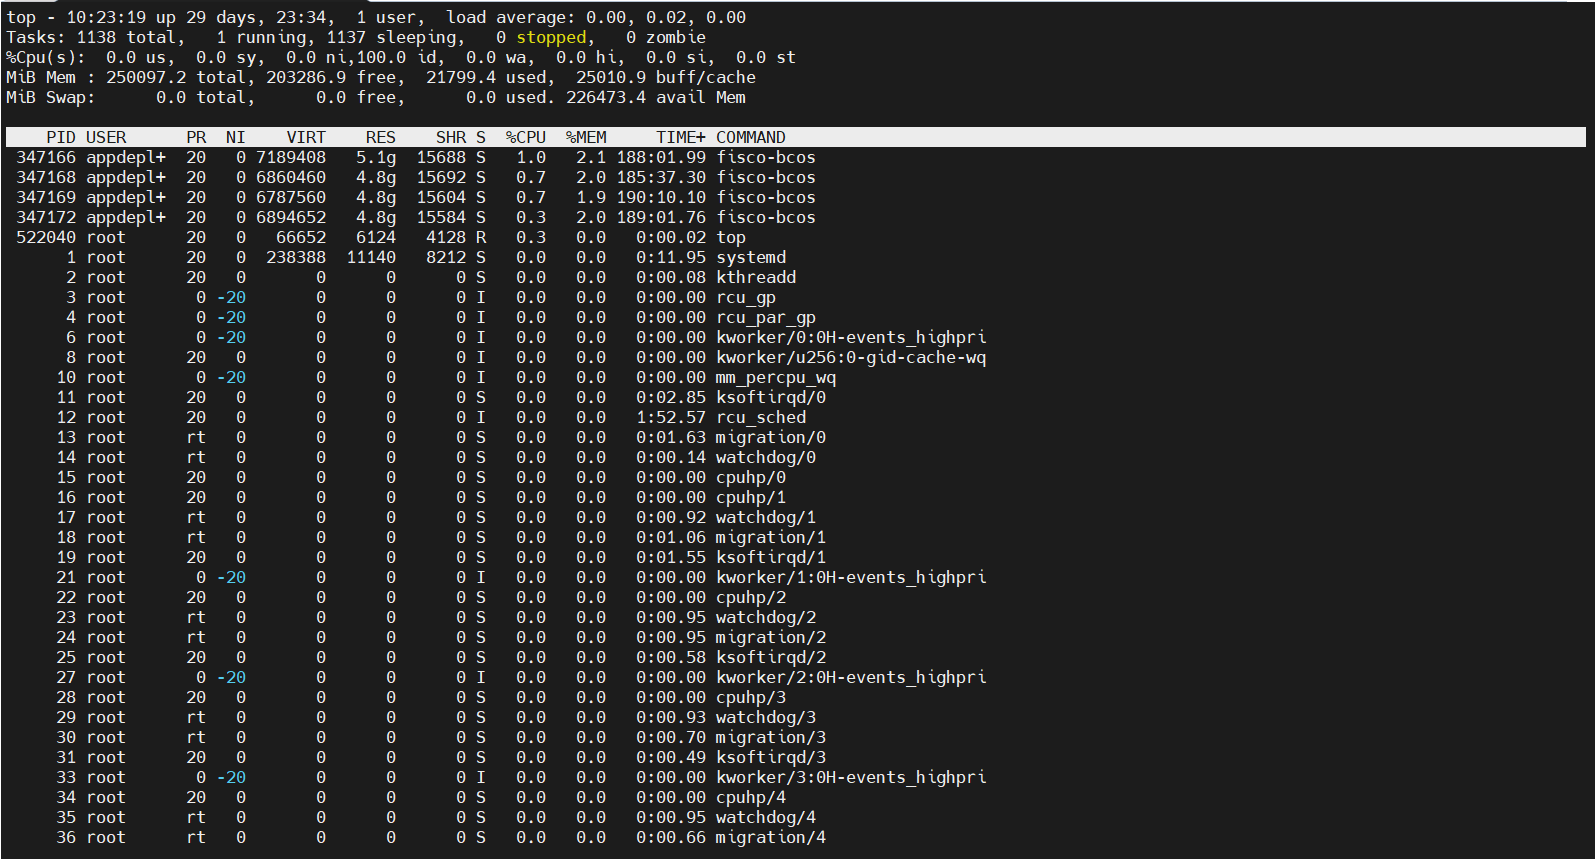 top - 10:23:19 up 29 days, 23:34,  1 user,  load average: 0.00, 0.02, 0.00
Tasks: 1138 total,   1 running, 1137 sleeping,   0 stopped,   0 zombie
%Cpu(s):  0.0 us,  0.0 sy,  0.0 ni,100.0 id,  0.0 wa,  0.0 hi,  0.0 si,  0.0 st
MiB Mem : 250097.2 total, 203286.9 free,  21799.4 used,  25010.9 buff/cache
MiB Swap:      0.0 total,      0.0 free,      0.0 used. 226473.4 avail Mem
PID USER      PR  NI    VIRT    RES    SHR S  %CPU  %MEM     TIME+ COMMAND
347166 appdepl+  20   0 7189408   5.1g  15688 S   1.0   2.1 188:01.99 fisco-bcos
347168 appdepl+  20   0 6860460   4.8g  15692 S   0.7   2.0 185:37.30 fisco-bcos
347169 appdepl+  20   0 6787560   4.8g  15604 S   0.7   1.9 190:10.10 fisco-bcos
347172 appdepl+  20   0 6894652   4.8g  15584 S   0.3   2.0 189:01.76 fisco-bcos
522040 root      20   0   66652   6124   4128 R   0.3   0.0   0:00.02 top
1 root      20   0  238388  11140   8212 S   0.0   0.0   0:11.95 systemd
2 root      20   0       0      0      0 S   0.0   0.0   0:00.08 kthreadd
3 root       0 -20       0      0      0 I   0.0   0.0   0:00.00 rcu_gp
4 root       0 -20       0      0      0 I   0.0   0.0   0:00.00 rcu_par_gp
6 root       0 -20       0      0      0 I   0.0   0.0   0:00.00 kworker/0:0H-events_highpri
8 root      20   0       0      0      0 I   0.0   0.0   0:00.00 kworker/u256:0-gid-cache-wq
10 root       0 -20       0      0      0 I   0.0   0.0   0:00.00 mm_percpu_wq
11 root      20   0       0      0      0 S   0.0   0.0   0:02.85 ksoftirqd/0
12 root      20   0       0      0      0 I   0.0   0.0   1:52.57 rcu_sched
13 root      rt   0       0      0      0 S   0.0   0.0   0:01.63 migration/0
14 root      rt   0       0      0      0 S   0.0   0.0   0:00.14 watchdog/0
15 root      20   0       0      0      0 S   0.0   0.0   0:00.00 cpuhp/0
16 root      20   0       0      0      0 S   0.0   0.0   0:00.00 cpuhp/1
17 root      rt   0       0      0      0 S   0.0   0.0   0:00.92 watchdog/1
18 root      rt   0       0      0      0 S   0.0   0.0   0:01.06 migration/1
19 root      20   0       0      0      0 S   0.0   0.0   0:01.55 ksoftirqd/1
21 root       0 -20       0      0      0 I   0.0   0.0   0:00.00 kworker/1:0H-events_highpri
22 root      20   0       0      0      0 S   0.0   0.0   0:00.00 cpuhp/2
23 root      rt   0       0      0      0 S   0.0   0.0   0:00.95 watchdog/2
24 root      rt   0       0      0      0 S   0.0   0.0   0:00.95 migration/2
25 root      20   0       0      0      0 S   0.0   0.0   0:00.58 ksoftirqd/2
27 root       0 -20       0      0      0 I   0.0   0.0   0:00.00 kworker/2:0H-events_highpri
28 root      20   0       0      0      0 S   0.0   0.0   0:00.00 cpuhp/3
29 root      rt   0       0      0      0 S   0.0   0.0   0:00.93 watchdog/3
30 root      rt   0       0      0      0 S   0.0   0.0   0:00.70 migration/3
31 root      20   0       0      0      0 S   0.0   0.0   0:00.49 ksoftirqd/3
33 root       0 -20       0      0      0 I   0.0   0.0   0:00.00 kworker/3:0H-events_highpri
34 root      20   0       0      0      0 S   0.0   0.0   0:00.00 cpuhp/4
35 root      rt   0       0      0      0 S   0.0   0.0   0:00.95 watchdog/4
36 root      rt   0       0      0      0 S   0.0   0.0   0:00.66 migration/4